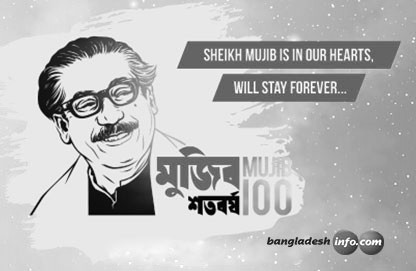 SHEIKH MUJIB IS IN OUR HEARTS,
WILL STAY FOREVER...
মুজিব
শতবর্ষ
MUJIB
100
bangladesh info.com